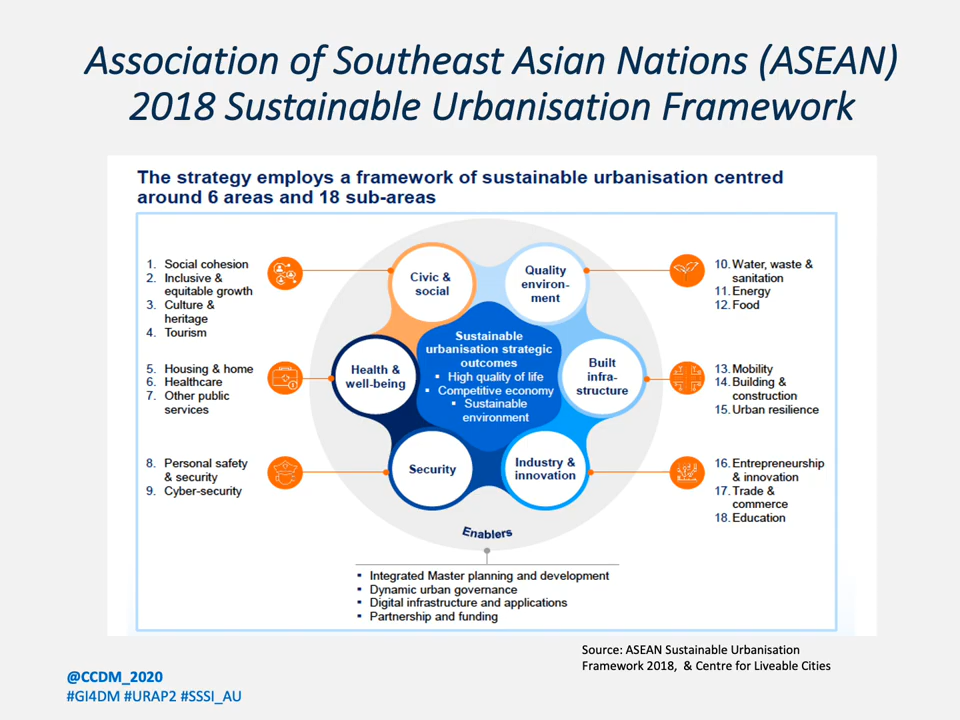 Association of Southeast Asian Nations (ASEAN)
2018 Sustainable Urbanisation Framework
The strategy employs a framework of sustainable urbanisation centred
around 6 areas and 18 sub-areas
1. Social cohesion
2. Inclusive &
equitable growth
3. Culture &
heritage
4. Tourism
5. Housing & home
6. Healthcare
7. Other public
services
8. Personal safety
& security
9. Cyber-security
Civic &
social
Quality
environ-
ment
Health &
well-being
Sustainable
urbanisation strategic
outcomes
▪ High quality of life
▪ Competitive economy
▪ Sustainable
environment
Built
infra-
structure
Security
Industry &
innovation
10. Water, waste &
sanitation
11. Energy
12. Food
13. Mobility
14. Building &
construction
15. Urban resilience
16. Entrepreneurship
& innovation
17. Trade &
commerce
18. Education
Enablers
▪ Integrated Master planning and development
▪ Dynamic urban governance
▪ Digital infrastructure and applications
▪ Partnership and funding
Source: ASEAN Sustainable Urbanisation
Framework 2018, & Centre for Liveable Cities
@CCDM_2020
#GI4DM #URAP2 #SSSI_AU